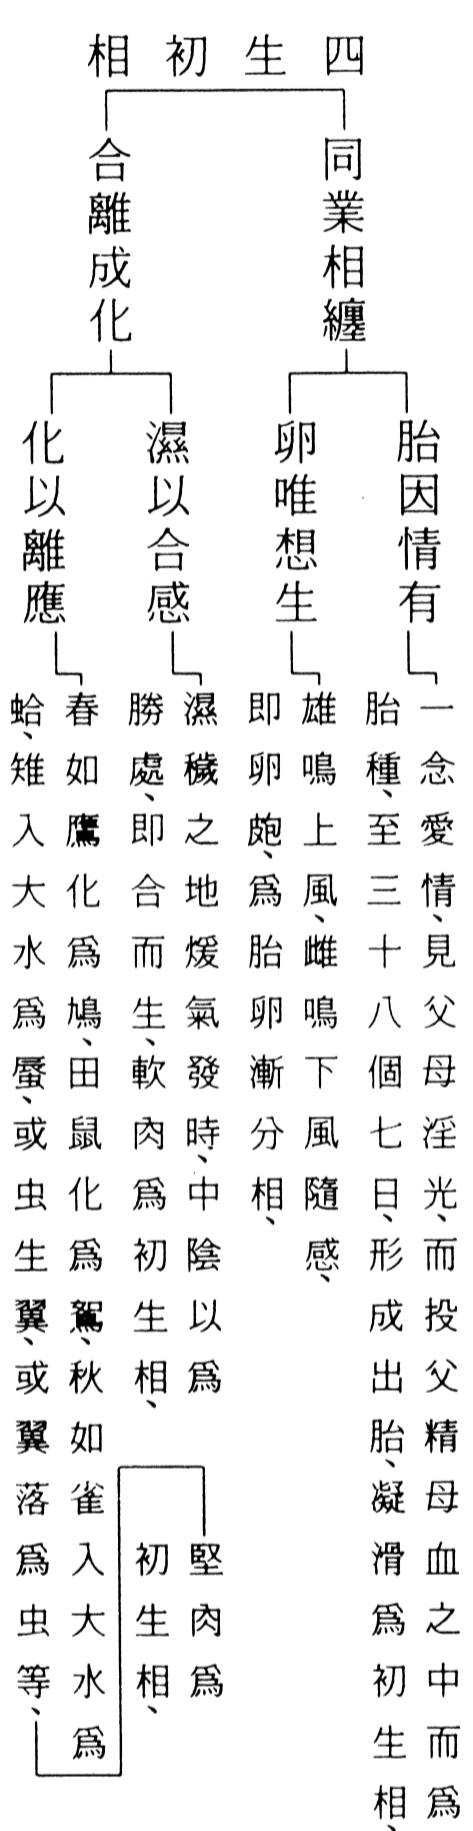 四生初相
同業相纏
合離成化
胎因情有
卵唯想生
濕以合感
化以離應
一念愛情、見父母淫光、而投父精母血之中而為
胎種、至三十八個七日、形成出胎、凝滑為初生相、
雄鳴上風、雌鳴下風隨感、
即卵𩇦、為胎卵漸分相、
濕穢之地煖氣發時、中陰以為
勝處、即合而生、軟肉為初生相、
春如鷹化為鳩、田鼠化為鴽、秋如雀入大水為
蛤、雉入大水為蜃、或虫生翼、或翼落為虫等、
堅肉為
初生相、